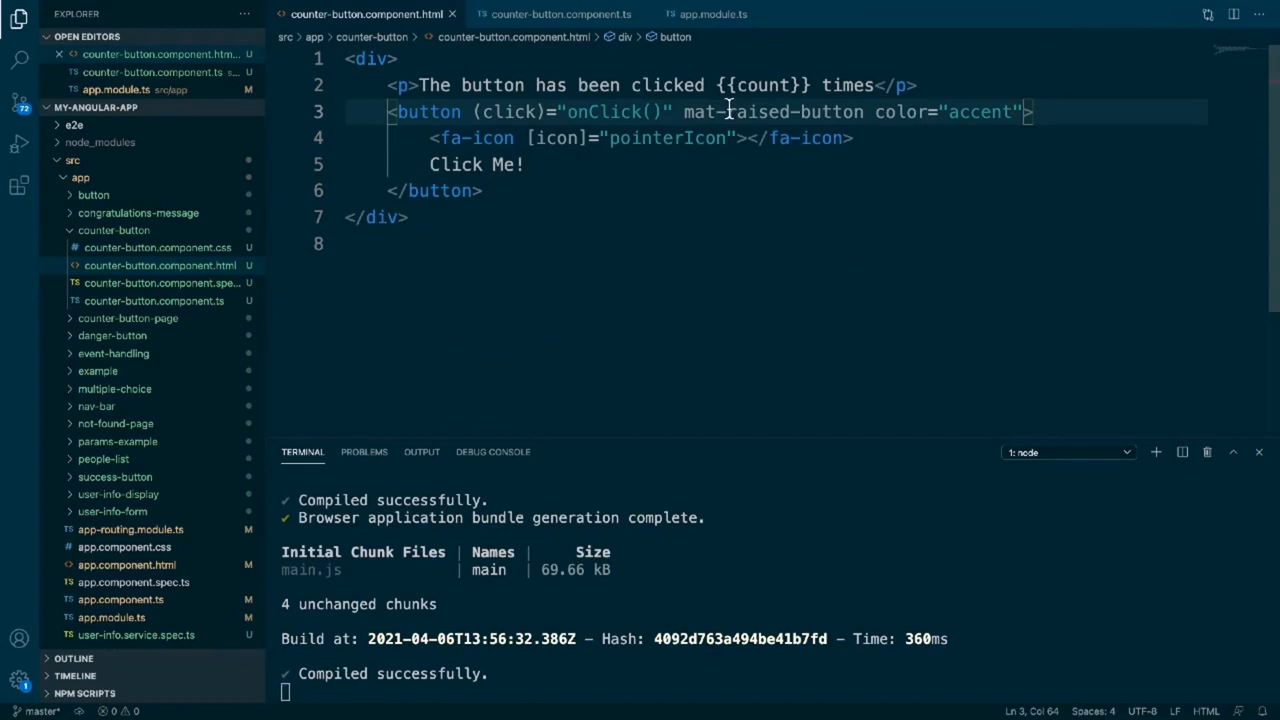 EXPLORER
counter-button.component.html
counter-button.component.ts
app.module.ts
OPEN EDITORS
src › app › counter-button › counter-button.component.html › div › button
counter-button.component.htm...
counter-button.component.ts s...
app.module.ts src/app M
MY-ANGULAR-APP
e2e
node_modules
src
app
button
congratulations-message
counter-button
counter-button.component.css U
counter-button.component.html U
counter-button.component.spe... U
counter-button.component.ts U
counter-button-page
danger-button
event-handling
example
multiple-choice
nav-bar
not-found-page
params-example
people-list
success-button
user-info-display
user-info-form
app-routing.module.ts M
app.component.css
app.component.html M
app.component.spec.ts
app.component.ts M
app.module.ts M
user-info.service.spec.ts U
OUTLINE
TIMELINE
NPM SCRIPTS
72
1
1 <div>
2 <p>The button has been clicked {{count}} times</p>
3 <button (click)="onClick()" mat-raised-button color="accent">
4 <fa-icon [icon]="pointerIcon"></fa-icon>
5 Click Me!
6 </button>
7 </div>
8
TERMINAL PROBLEMS OUTPUT DEBUG CONSOLE
1: node
✔ Compiled successfully.
✔ Browser application bundle generation complete.
Initial Chunk Files | Names | Size
main.js | main | 69.66 kB
4 unchanged chunks
Build at: 2021-04-06T13:56:32.386Z - Hash: 4092d763a494be41b7fd - Time: 360ms
✔ Compiled successfully.
master* 0 0 Ln 3, Col 64 Spaces: 4 UTF-8 LF HTML